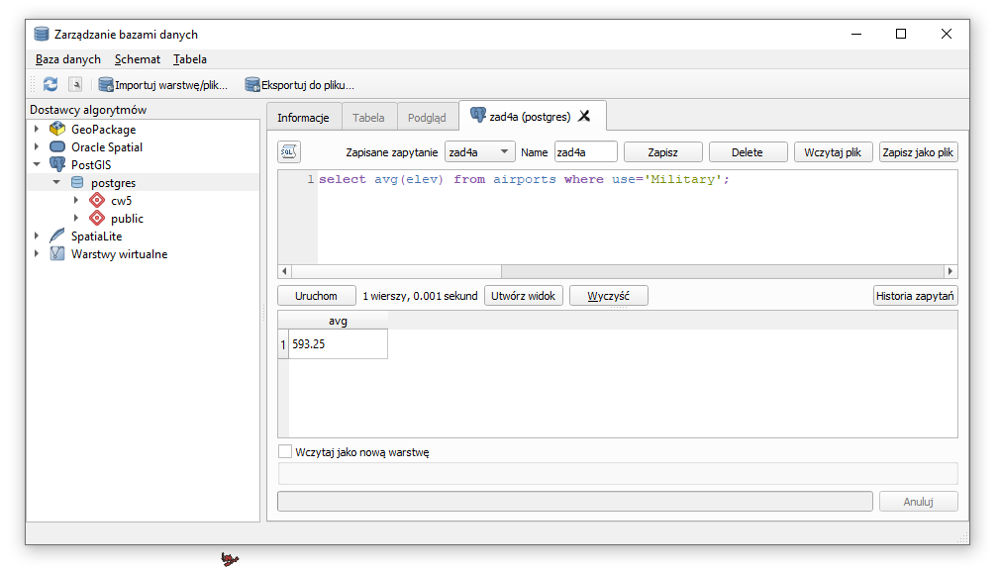 Zarządzanie bazami danych
Baza danych Schemat Tabela
Importuj warstwę/plik... Eksportuj do pliku...
Dostawcy algorytmów
GeoPackage
Oracle Spatial
PostGIS
postgres
cw5
public
SpatiaLite
Warstwy wirtualne
Informacje Tabela Podgląd zad4a (postgres)
SQL Zapisane zapytanie zad4a Name zad4a Zapisz Delete Wczytaj plik Zapisz jako plik
1 select avg(elev) from airports where use='Military';
Uruchom 1 wierszy, 0.001 sekund Utwórz widok Wyczyść Historia zapytań
avg
1 593.25
Wczytaj jako nową warstwę
Anuluj